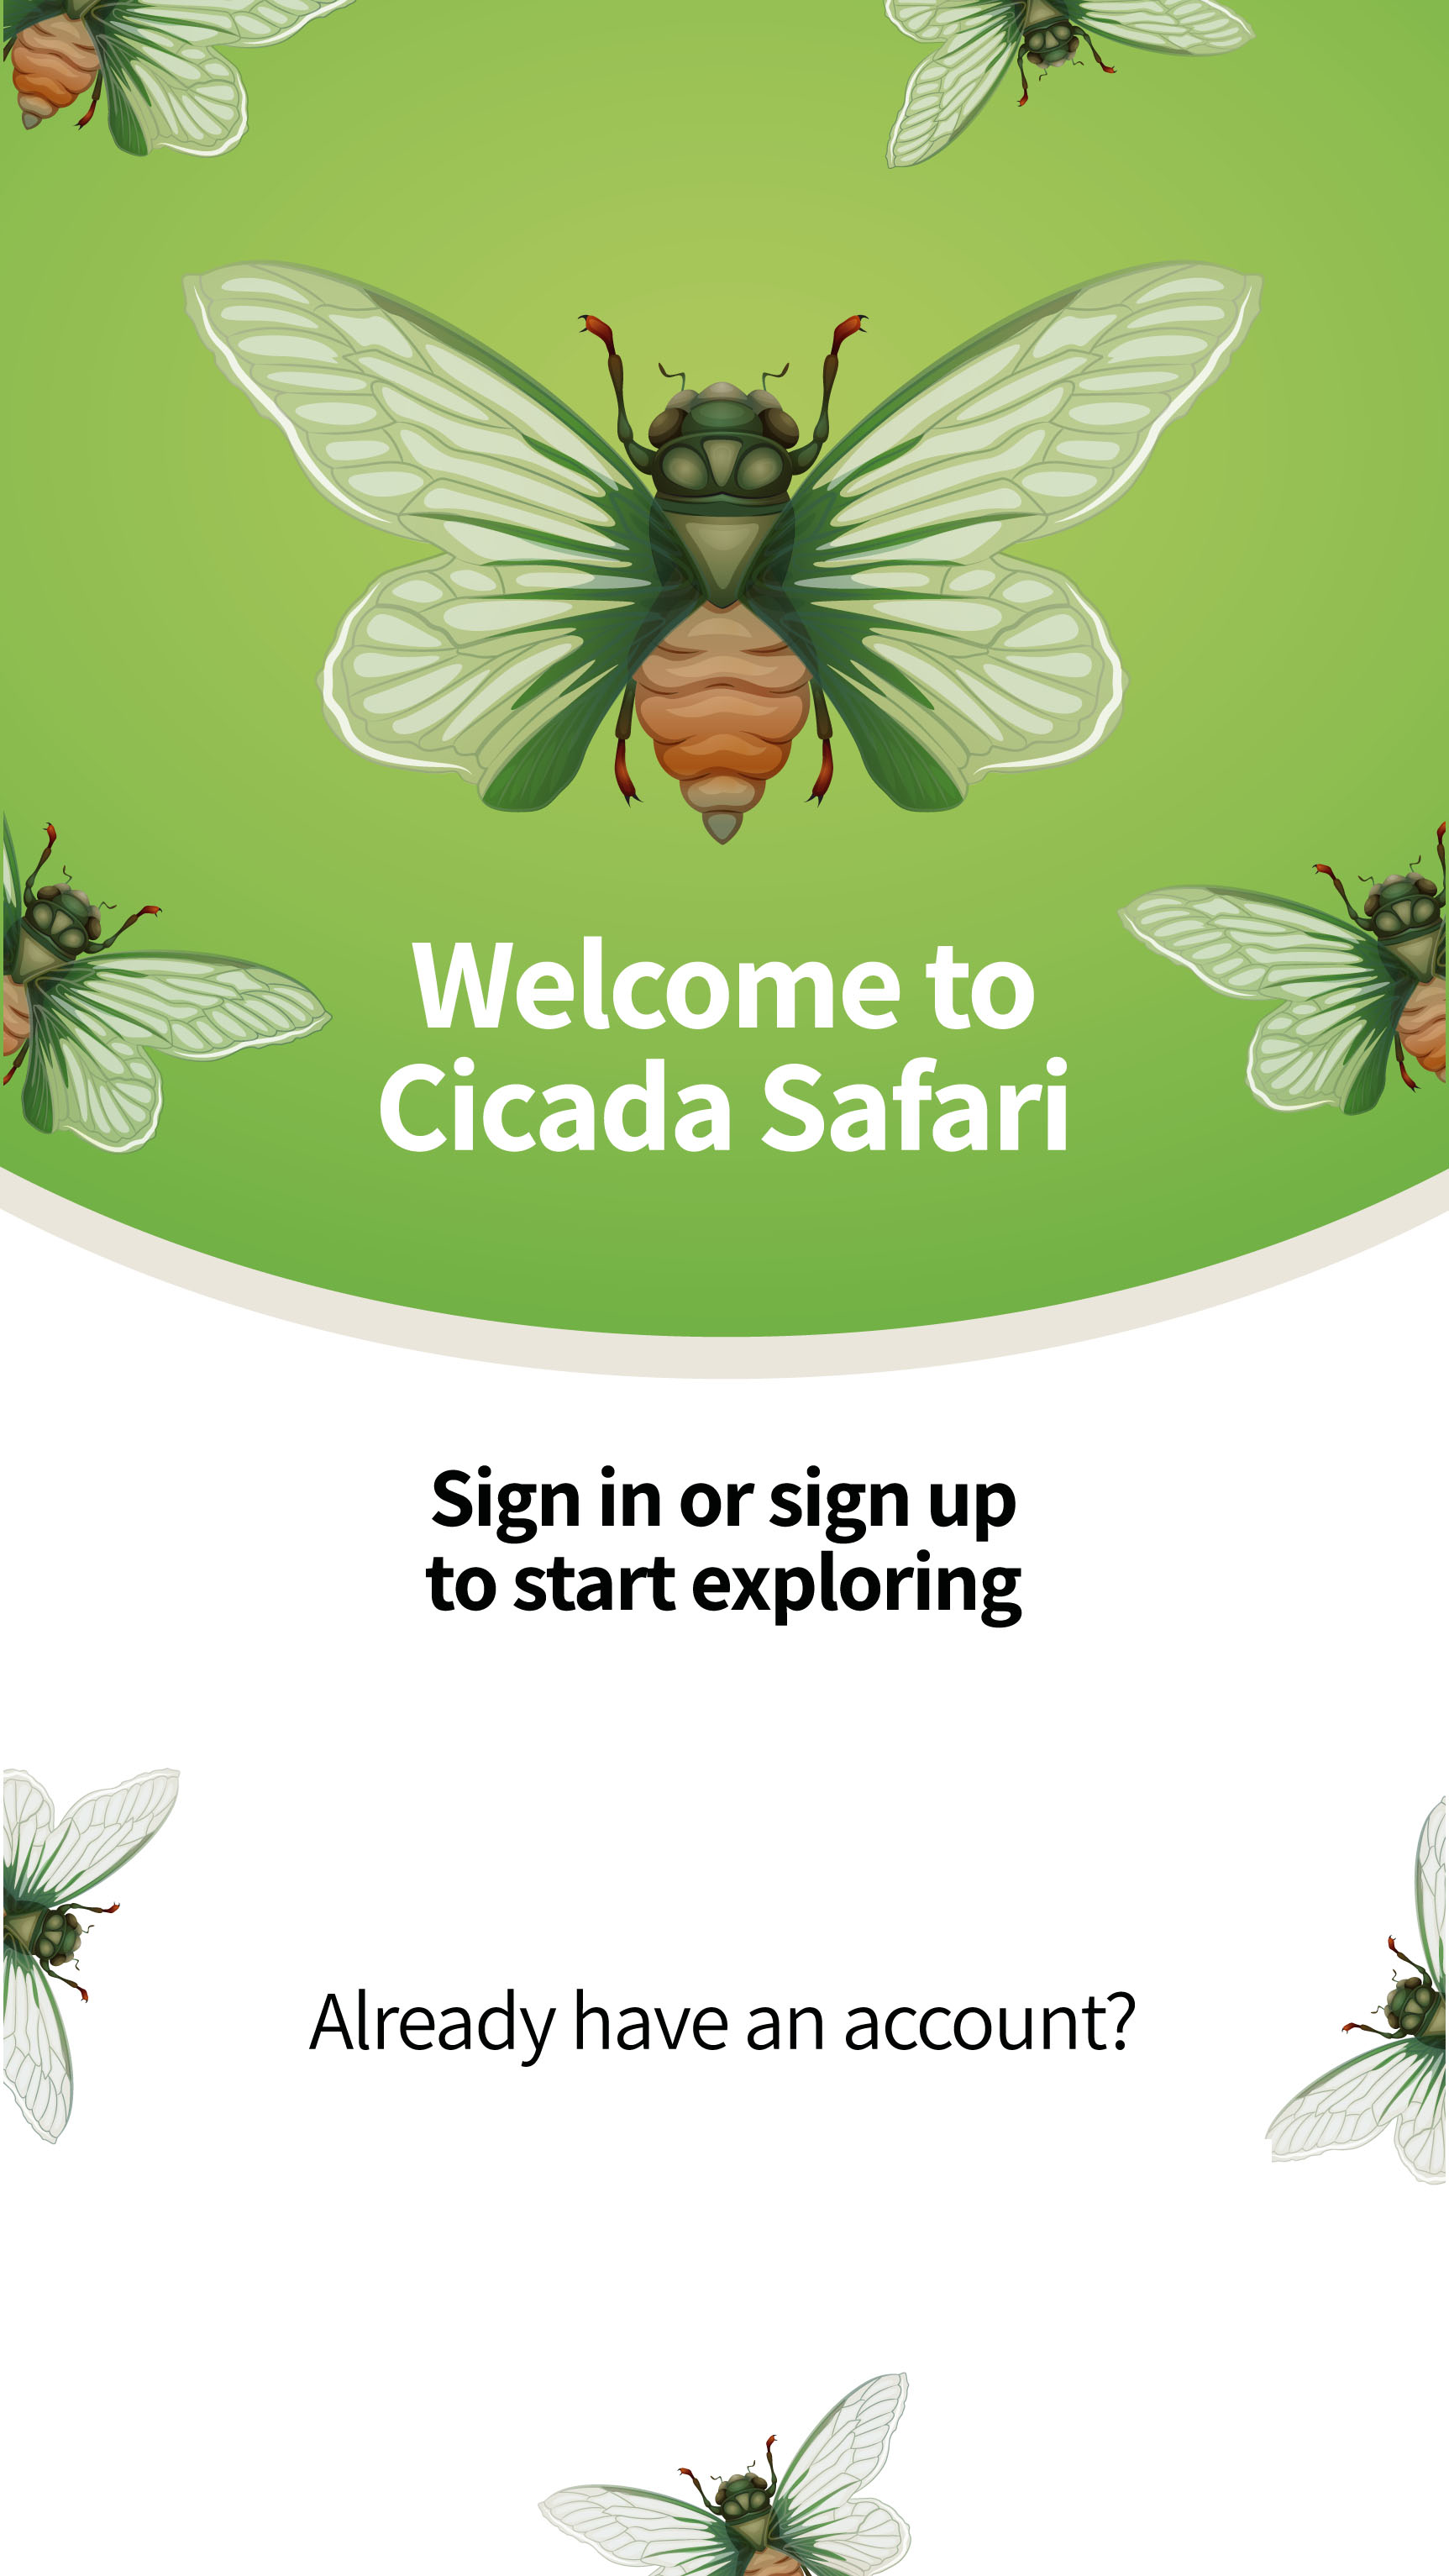 Welcome to
Cicada Safari
Sign in or sign up
to start exploring
Already have an account?